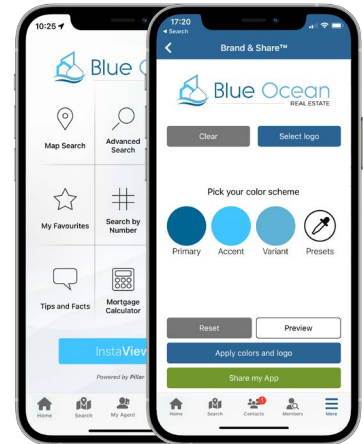 10:25
Blue
Map Search
Advanced
Search
My Favourites
Search by
Number
Tips and Facts
Mortgage
Calculator
InstaView
Powered by Pillar
Home
Search
My Agent
17:20
Search
Brand & Share™
Blue Ocean
REAL ESTATE
Clear
Select logo
Pick your color scheme
Primary
Accent
Variant
Presets
Reset
Preview
Apply colors and logo
Share my App
Home
Search
Contacts
Members
More